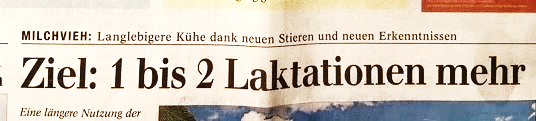 MILCHVIEH: Langlebigere Kühe dank neuen Stieren und neuen Erkenntnissen
Ziel: 1 bis 2 Laktationen mehr
Eine längere Nutzung der